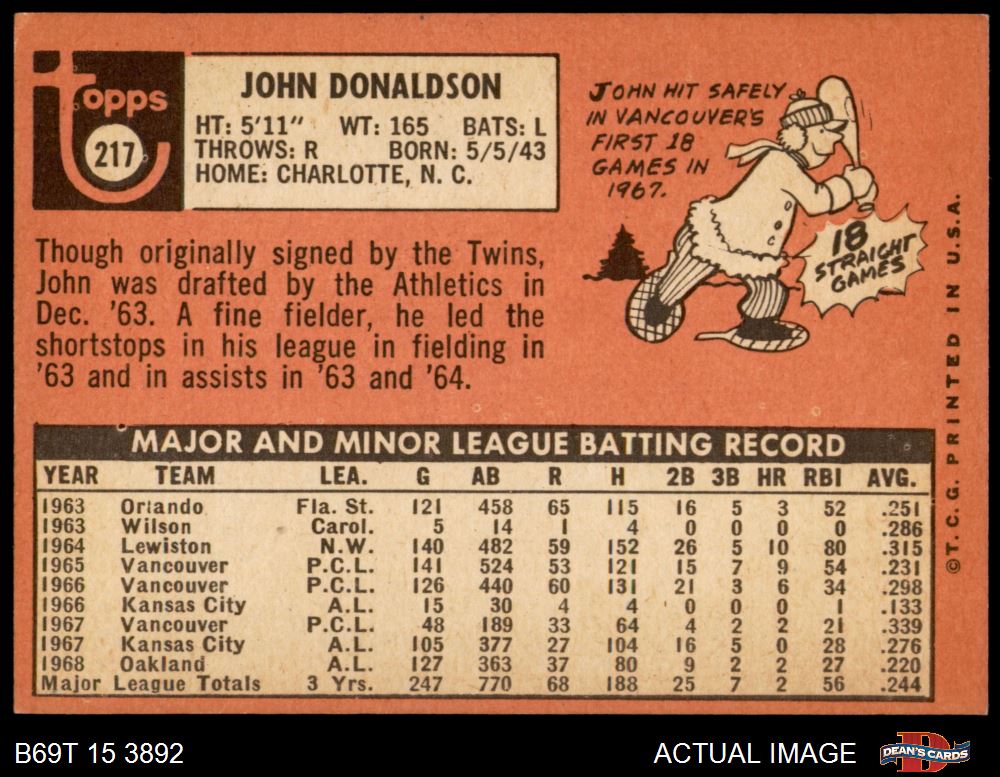 topps
217
JOHN DONALDSON
HT: 5'11" WT: 165 BATS: L
THROWS: R BORN: 5/5/43
HOME: CHARLOTTE, N. C.
JOHN HIT SAFELY
IN VANCOUVER'S
FIRST 18
GAMES IN
1967.
18
STRAIGHT
GAMES
Though originally signed by the Twins,
John was drafted by the Athletics in
Dec. '63. A fine fielder, he led the
shortstops in his league in fielding in
'63 and in assists in '63 and '64.
©T. C. G. PRINTED IN U.S.A.
MAJOR AND MINOR LEAGUE BATTING RECORD
YEAR TEAM LEA. G AB R H 2B 3B HR RBI AVG.
1963 Orlando Fla. St. 121 458 65 115 16 5 3 52 .251
1963 Wilson Carol. 5 14 1 4 0 0 0 0 .286
1964 Lewiston N.W. 140 482 59 152 26 5 10 80 .315
1965 Vancouver P.C.L. 141 524 53 121 15 7 9 54 .231
1966 Vancouver P.C.L. 126 440 60 131 21 3 6 34 .298
1966 Kansas City A.L. 15 30 4 4 0 0 0 1 .133
1967 Vancouver P.C.L. 48 189 33 64 4 2 2 21 .339
1967 Kansas City A.L. 105 377 27 104 16 5 0 28 .276
1968 Oakland A.L. 127 363 37 80 9 2 2 27 .220
Major League Totals 3 Yrs. 247 770 68 188 25 7 2 56 .244
B69T 15 3892
ACTUAL IMAGE
DEAN'S CARDS